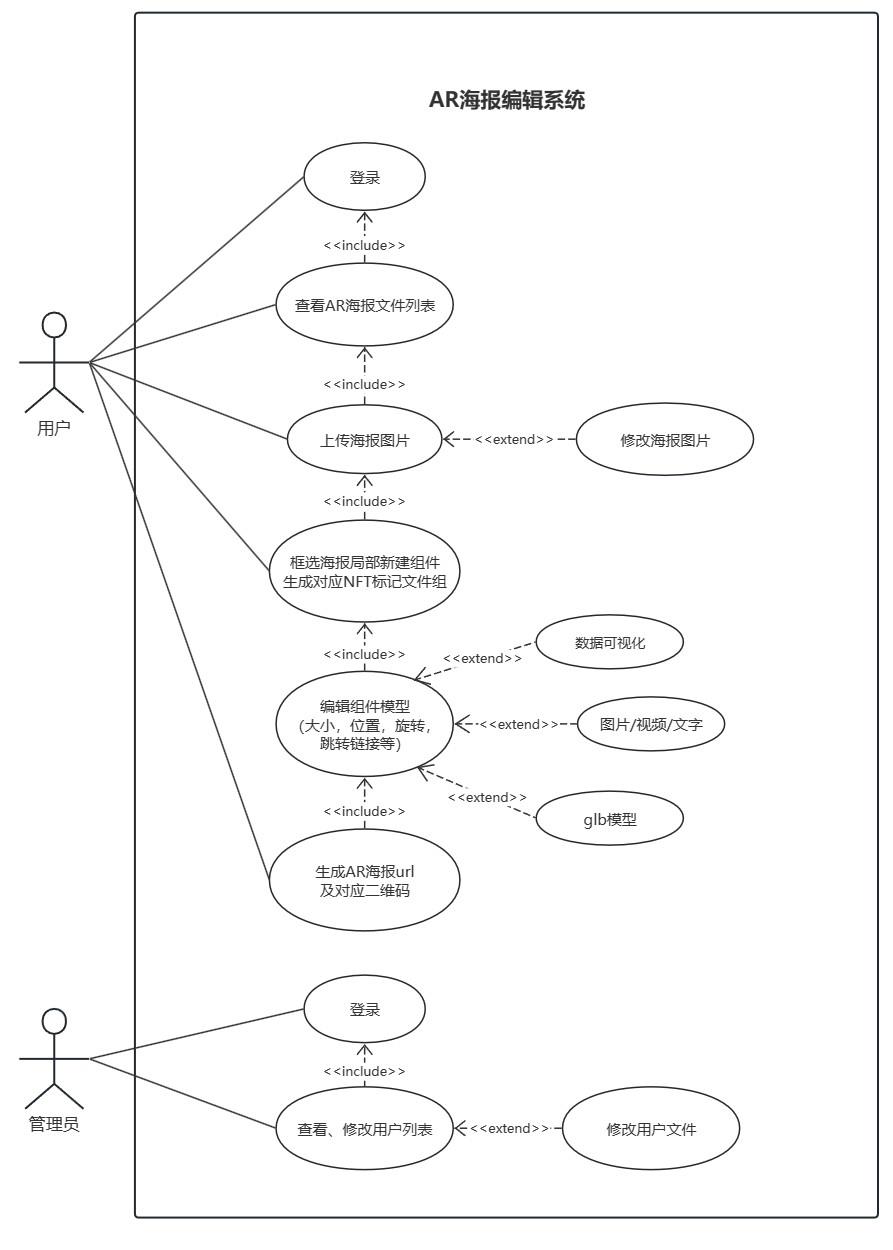 AR海报编辑系统
登录
<<include>>
查看AR海报文件列表
用户
<<include>>
上传海报图片
<<extend>>
修改海报图片
<<include>>
框选海报局部新建组件
生成对应NFT标记文件组
<<include>>
<<extend>>
数据可视化
编辑组件模型
（大小，位置，旋转，
跳转链接等）
<<extend>>
图片/视频/文字
<<include>>
<<extend>>
glb模型
生成AR海报url
及对应二维码
登录
管理员
<<include>>
查看、修改用户列表
<<extend>>
修改用户文件